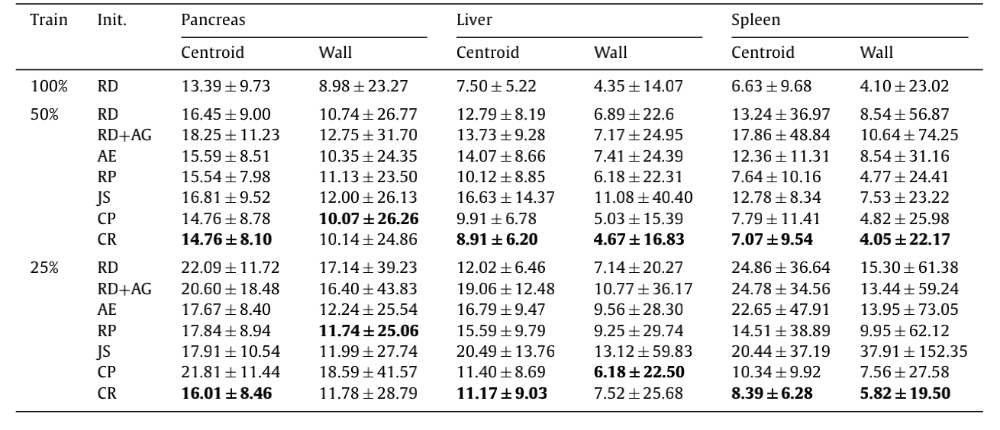 Train Init. Pancreas Liver Spleen
Centroid Wall Centroid Wall Centroid Wall
100% RD 13.39 ± 9.73 8.98 ± 23.27 7.50 ± 5.22 4.35 ± 14.07 6.63 ± 9.68 4.10 ± 23.02
50% RD 16.45 ± 9.00 10.74 ± 26.77 12.79 ± 8.19 6.89 ± 22.6 13.24 ± 36.97 8.54 ± 56.87
RD+AG 18.25 ± 11.23 12.75 ± 31.70 13.73 ± 9.28 7.17 ± 24.95 17.86 ± 48.84 10.64 ± 74.25
AE 15.59 ± 8.51 10.35 ± 24.35 14.07 ± 8.66 7.41 ± 24.39 12.36 ± 11.31 8.54 ± 31.16
RP 15.54 ± 7.98 11.13 ± 23.50 10.12 ± 8.85 6.18 ± 22.31 7.64 ± 10.16 4.77 ± 24.41
JS 16.81 ± 9.52 12.00 ± 26.13 16.63 ± 14.37 11.08 ± 40.40 12.78 ± 8.34 7.53 ± 23.22
CP 14.76 ± 8.78 10.07 ± 26.26 9.91 ± 6.78 5.03 ± 15.39 7.79 ± 11.41 4.82 ± 25.98
CR 14.76 ± 8.10 10.14 ± 24.86 8.91 ± 6.20 4.67 ± 16.83 7.07 ± 9.54 4.05 ± 22.17
25% RD 22.09 ± 11.72 17.14 ± 39.23 12.02 ± 6.46 7.14 ± 20.27 24.86 ± 36.64 15.30 ± 61.38
RD+AG 20.60 ± 18.48 16.40 ± 43.83 19.06 ± 12.48 10.77 ± 36.17 24.78 ± 34.56 13.44 ± 59.24
AE 17.67 ± 8.40 12.24 ± 25.54 16.79 ± 9.47 9.56 ± 28.30 22.65 ± 47.91 13.95 ± 73.05
RP 17.84 ± 8.94 11.74 ± 25.06 15.59 ± 9.79 9.25 ± 29.74 14.51 ± 38.89 9.95 ± 62.12
JS 17.91 ± 10.54 11.99 ± 27.74 20.49 ± 13.76 13.12 ± 59.83 20.44 ± 37.19 37.91 ± 152.35
CP 21.81 ± 11.44 18.59 ± 41.57 11.40 ± 8.69 6.18 ± 22.50 10.34 ± 9.92 7.56 ± 27.58
CR 16.01 ± 8.46 11.78 ± 28.79 11.17 ± 9.03 7.52 ± 25.68 8.39 ± 6.28 5.82 ± 19.50